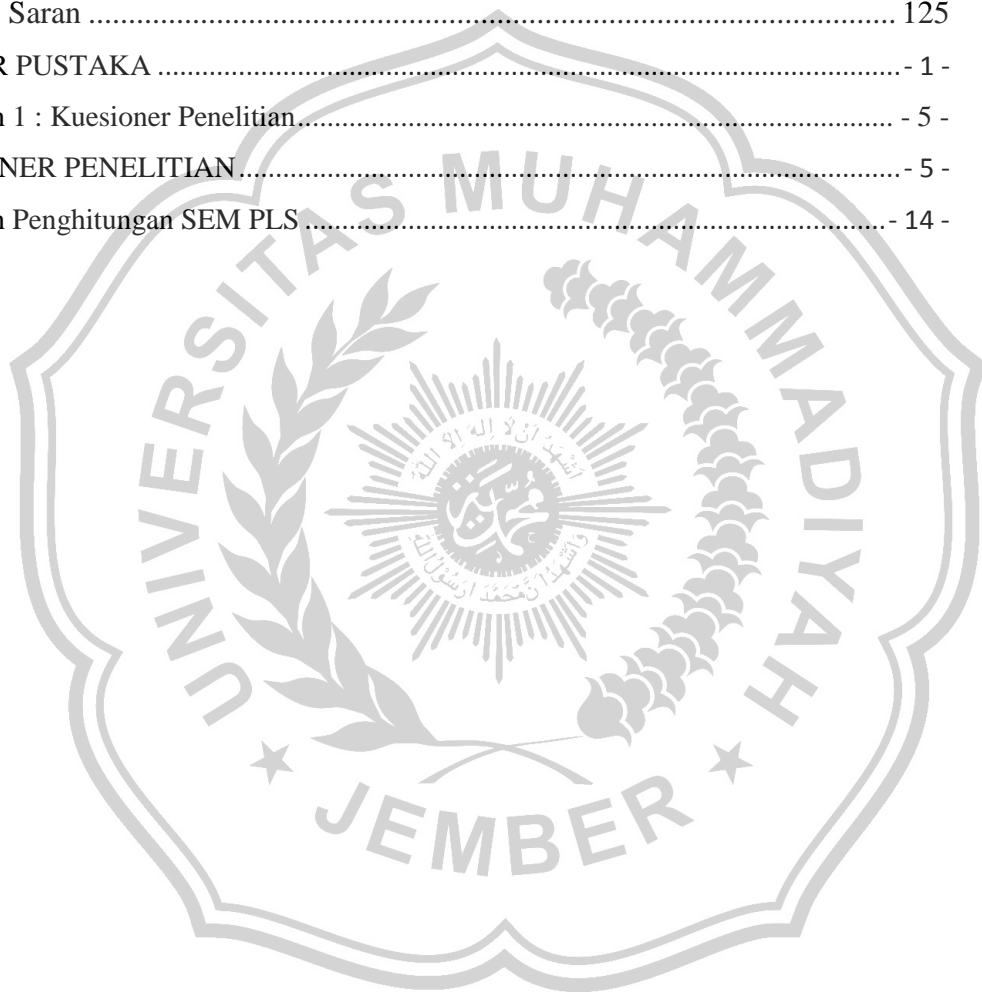 Saran ........................................................................................................ 125
R PUSTAKA .................................................................................................... - 1 -
n 1 : Kuesioner Penelitian................................................................................ - 5 -
NER PENELITIAN......................................................................................... - 5 -
n Penghitungan SEM PLS .............................................................................. - 14 -
UNIVERSITAS MUHAMMADIYAH
JEMBER